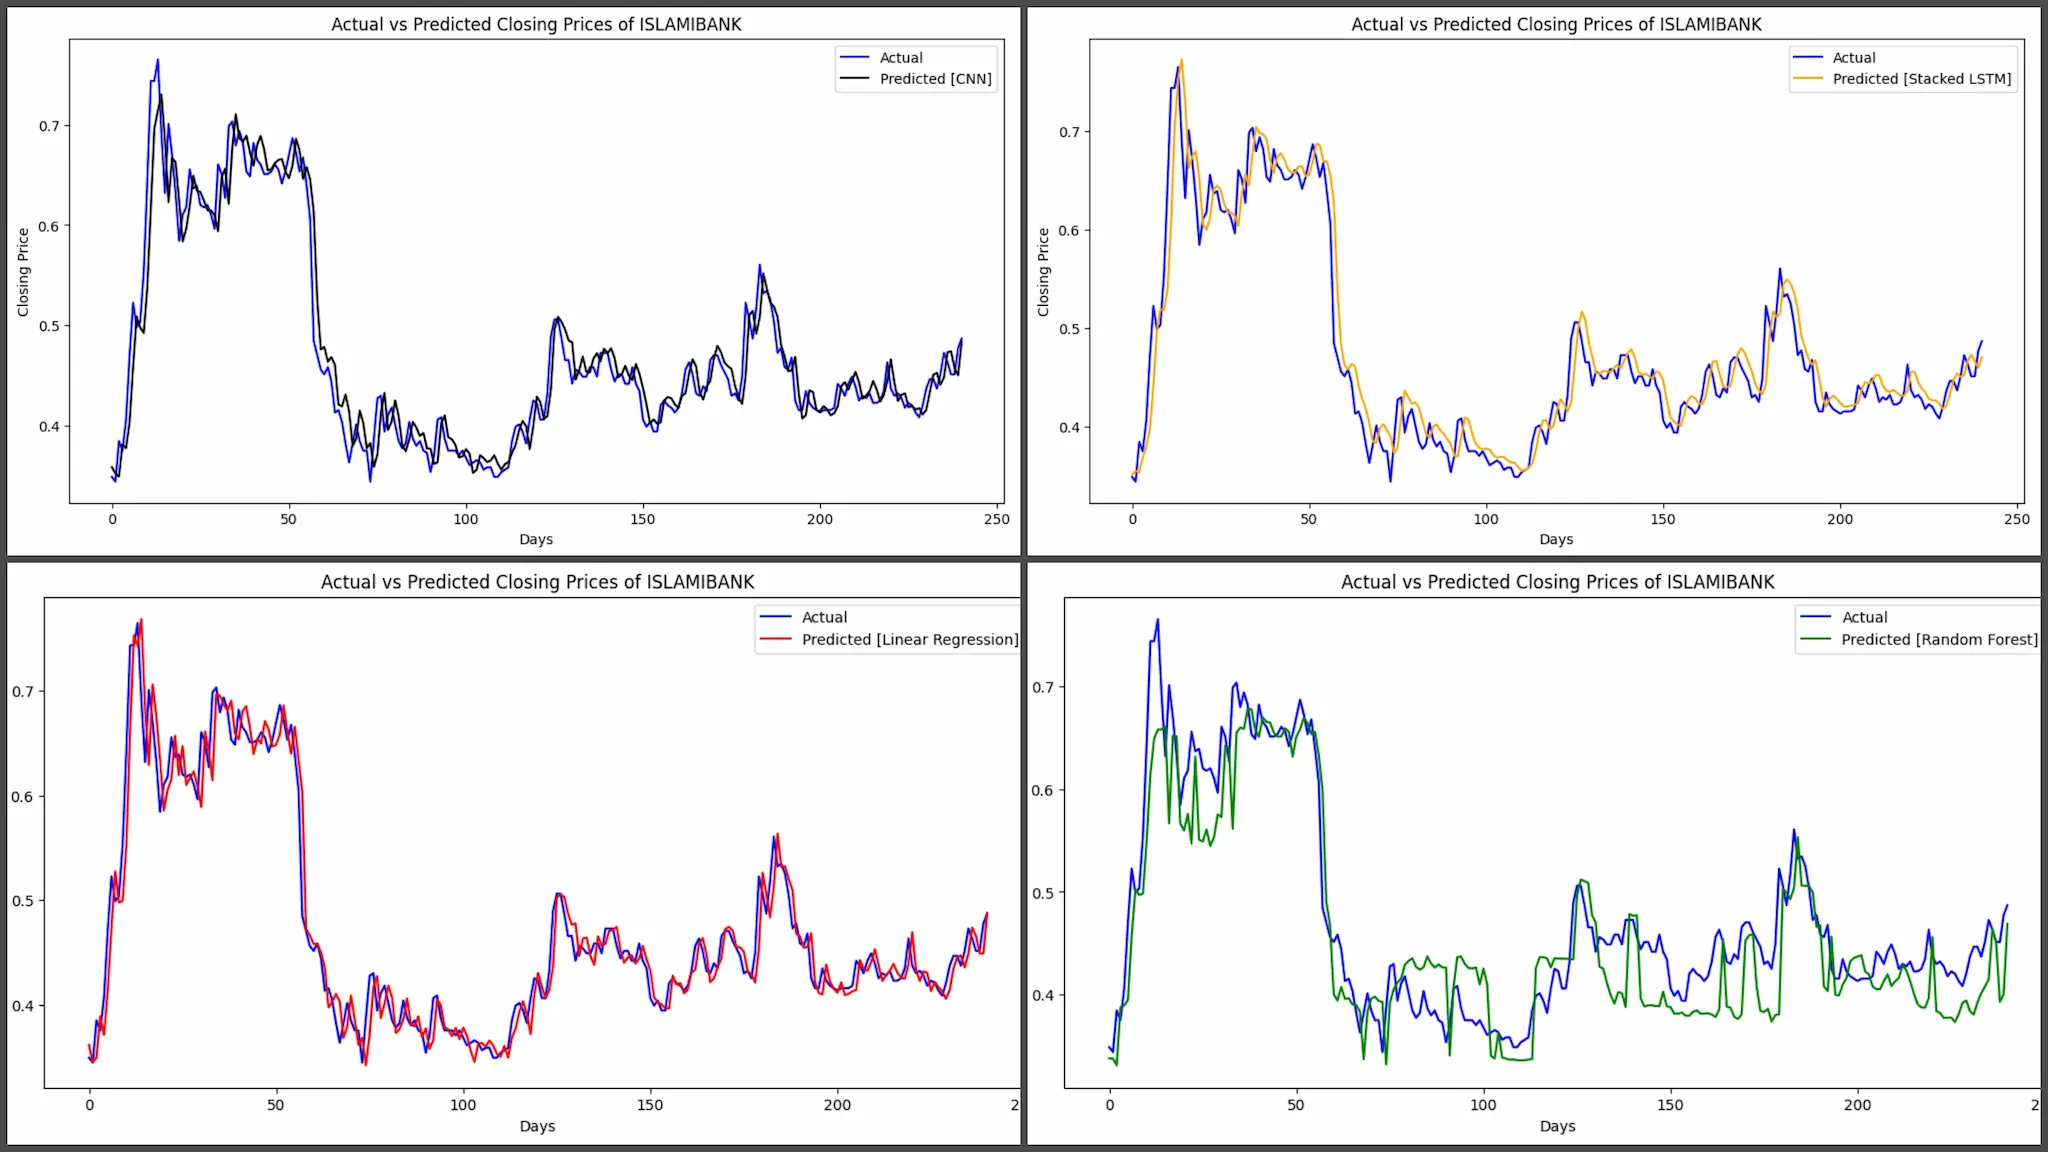 Actual vs Predicted Closing Prices of ISLAMIBANK
Actual
Predicted [CNN]
Closing Price
0.7
0.6
0.5
0.4
0 50 100 150 200 250
Days
Actual vs Predicted Closing Prices of ISLAMIBANK
Actual
Predicted [Stacked LSTM]
Closing Price
0.7
0.6
0.5
0.4
0 50 100 150 200 250
Days
Actual vs Predicted Closing Prices of ISLAMIBANK
Actual
Predicted [Linear Regression]
0.7
0.6
0.5
0.4
0 50 100 150 200 2
Days
Actual vs Predicted Closing Prices of ISLAMIBANK
Actual
Predicted [Random Forest]
0.7
0.6
0.5
0.4
0 50 100 150 200 2
Days